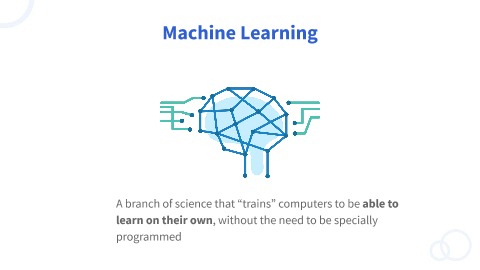 Machine Learning
A branch of science that “trains” computers to be able to
learn on their own, without the need to be specially
programmed